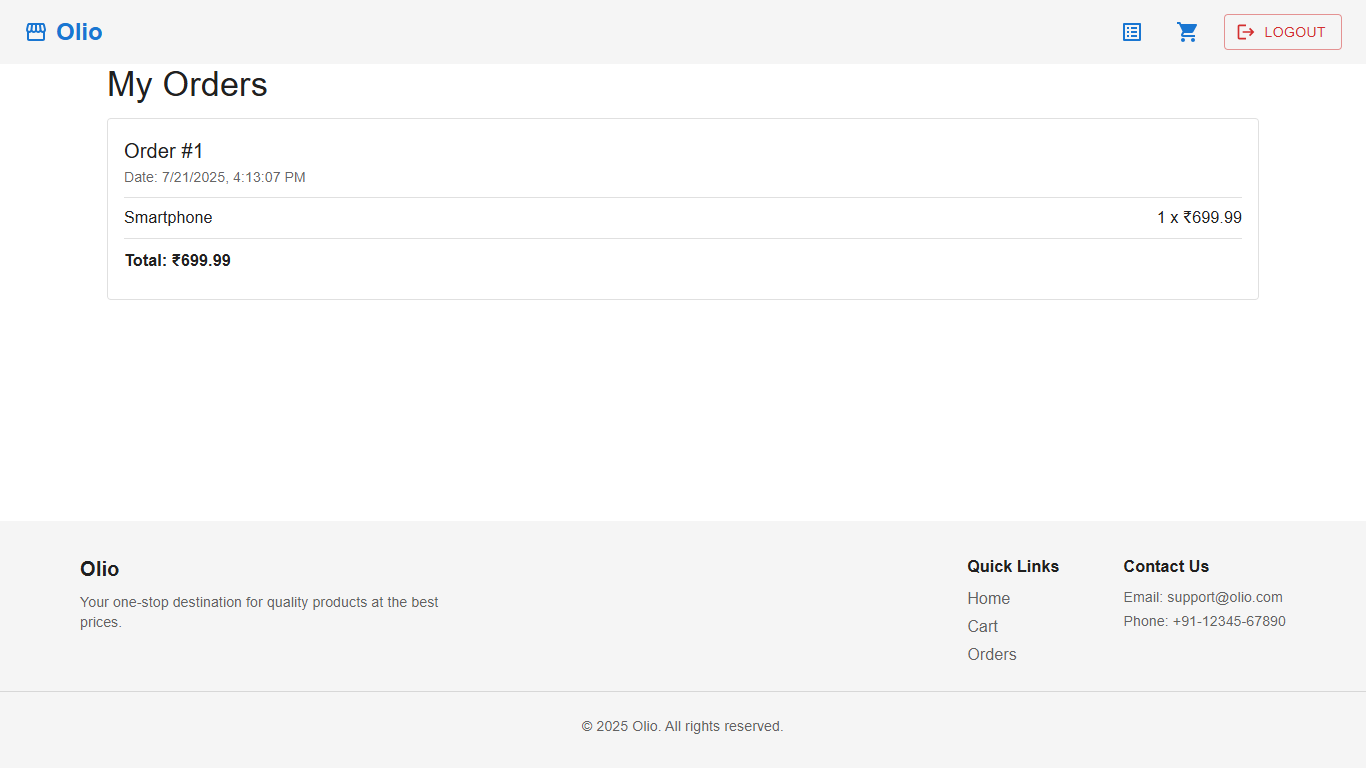 Olio
LOGOUT
My Orders
Order #1
Date: 7/21/2025, 4:13:07 PM
Smartphone 1 x ₹699.99
Total: ₹699.99
Olio
Your one-stop destination for quality products at the best
prices.
Quick Links
Home
Cart
Orders
Contact Us
Email: support@olio.com
Phone: +91-12345-67890
© 2025 Olio. All rights reserved.